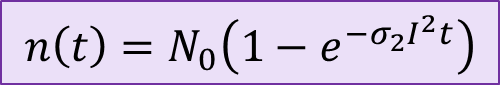 n(t) = N₀(1 − e^{−σ₂I²t})